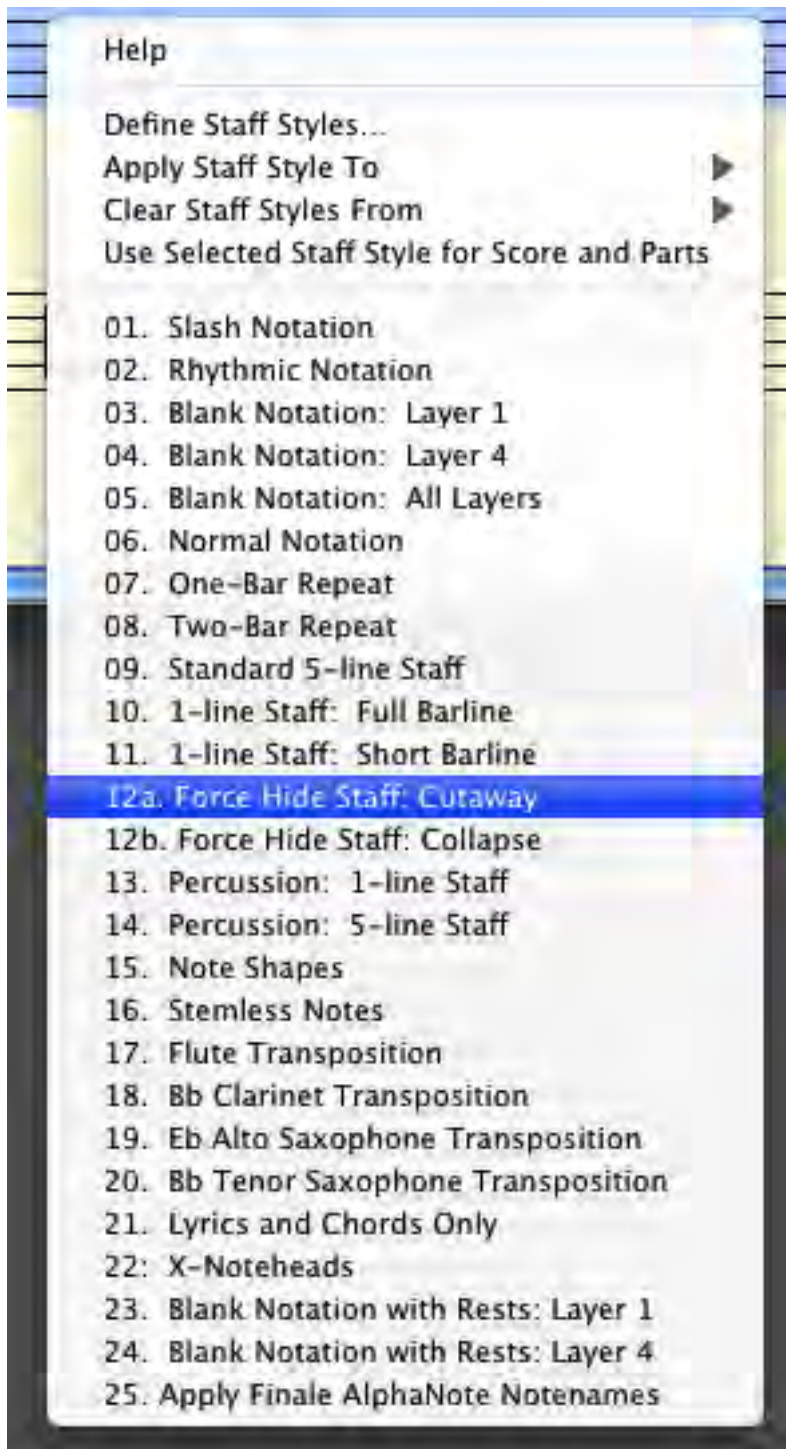 Help
Define Staff Styles...
Apply Staff Style To
Clear Staff Styles From
Use Selected Staff Style for Score and Parts
01. Slash Notation
02. Rhythmic Notation
03. Blank Notation: Layer 1
04. Blank Notation: Layer 4
05. Blank Notation: All Layers
06. Normal Notation
07. One-Bar Repeat
08. Two-Bar Repeat
09. Standard 5-line Staff
10. 1-line Staff: Full Barline
11. 1-line Staff: Short Barline
12a. Force Hide Staff: Cutaway
12b. Force Hide Staff: Collapse
13. Percussion: 1-line Staff
14. Percussion: 5-line Staff
15. Note Shapes
16. Stemless Notes
17. Flute Transposition
18. Bb Clarinet Transposition
19. Eb Alto Saxophone Transposition
20. Bb Tenor Saxophone Transposition
21. Lyrics and Chords Only
22: X-Noteheads
23. Blank Notation with Rests: Layer 1
24. Blank Notation with Rests: Layer 4
25. Apply Finale AlphaNote Notenames